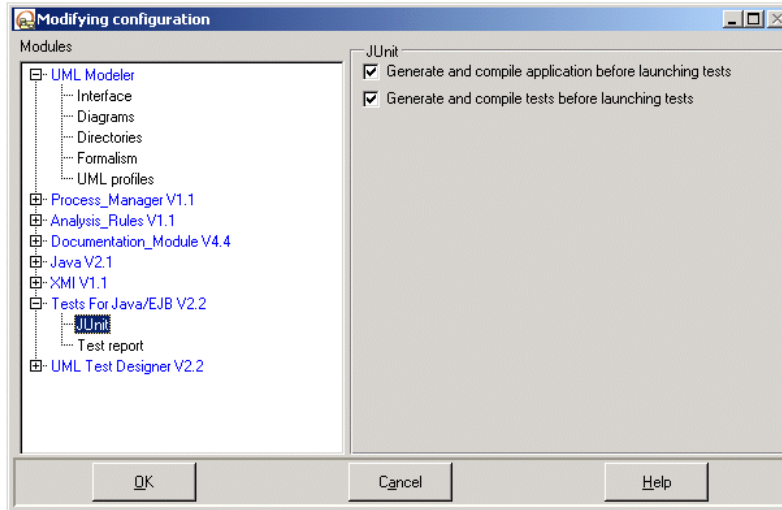 Modifying configuration
Modules
UML Modeler
Interface
Diagrams
Directories
Formalism
UML profiles
Process_Manager V1.1
Analysis_Rules V1.1
Documentation_Module V4.4
Java V2.1
XMI V1.1
Tests For Java/EJB V2.2
JUnit
Test report
UML Test Designer V2.2
JUnit
Generate and compile application before launching tests
Generate and compile tests before launching tests
OK Cancel Help